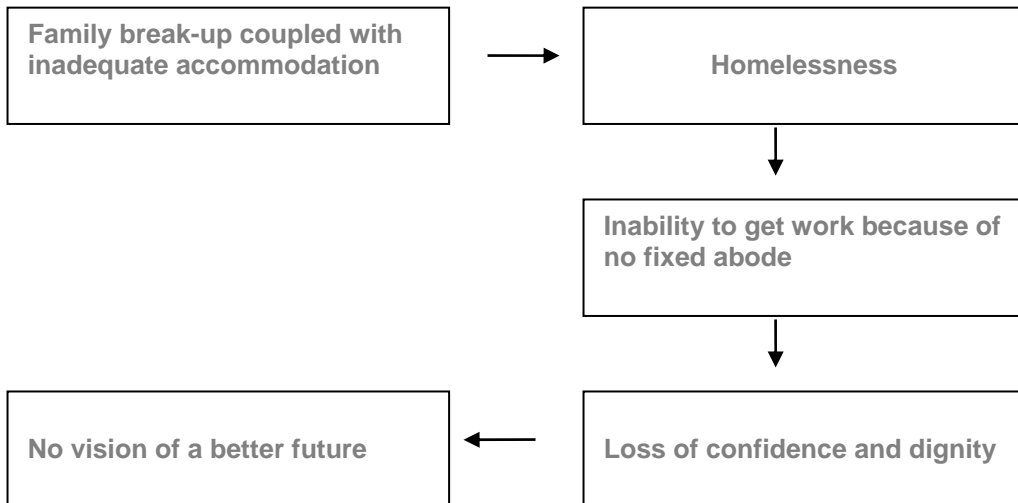 Family break-up coupled with
inadequate accommodation
Homelessness
Inability to get work because of
no fixed abode
Loss of confidence and dignity
No vision of a better future